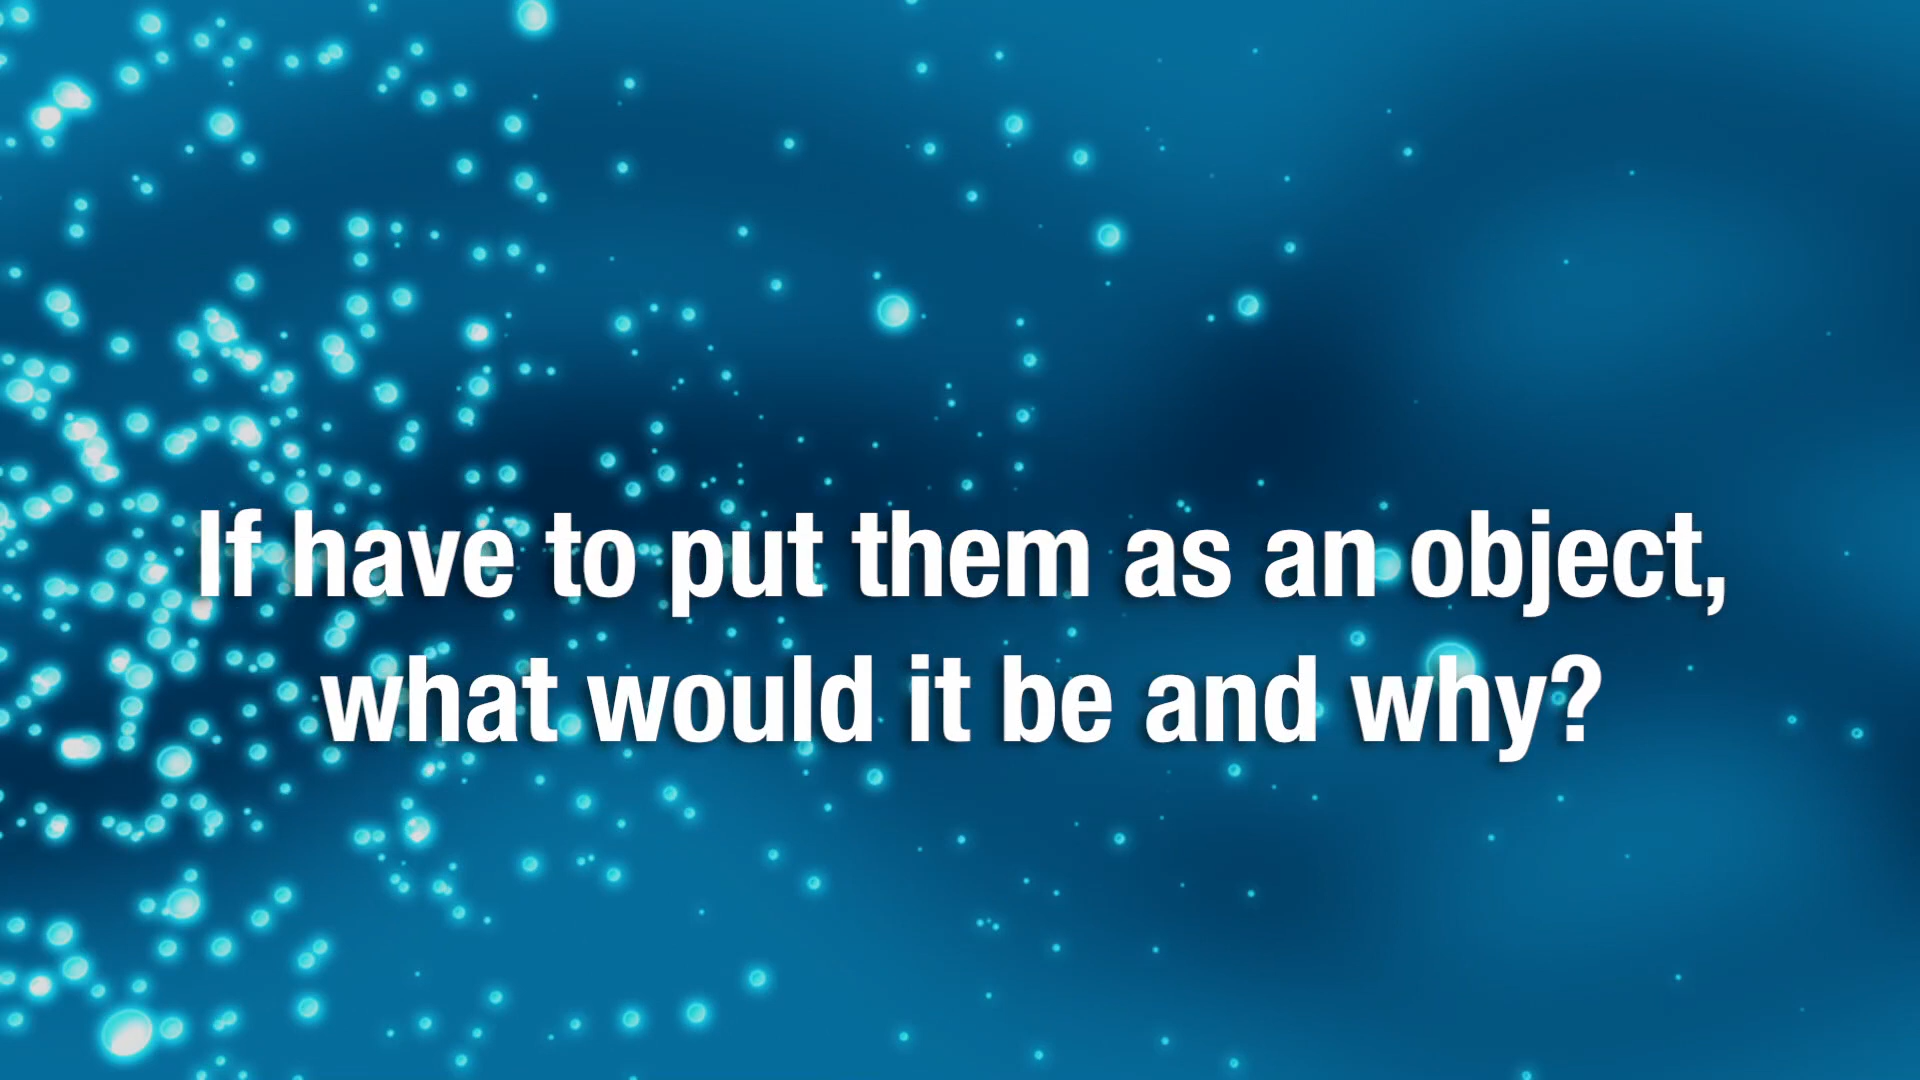 If have to put them as an object,
what would it be and why?